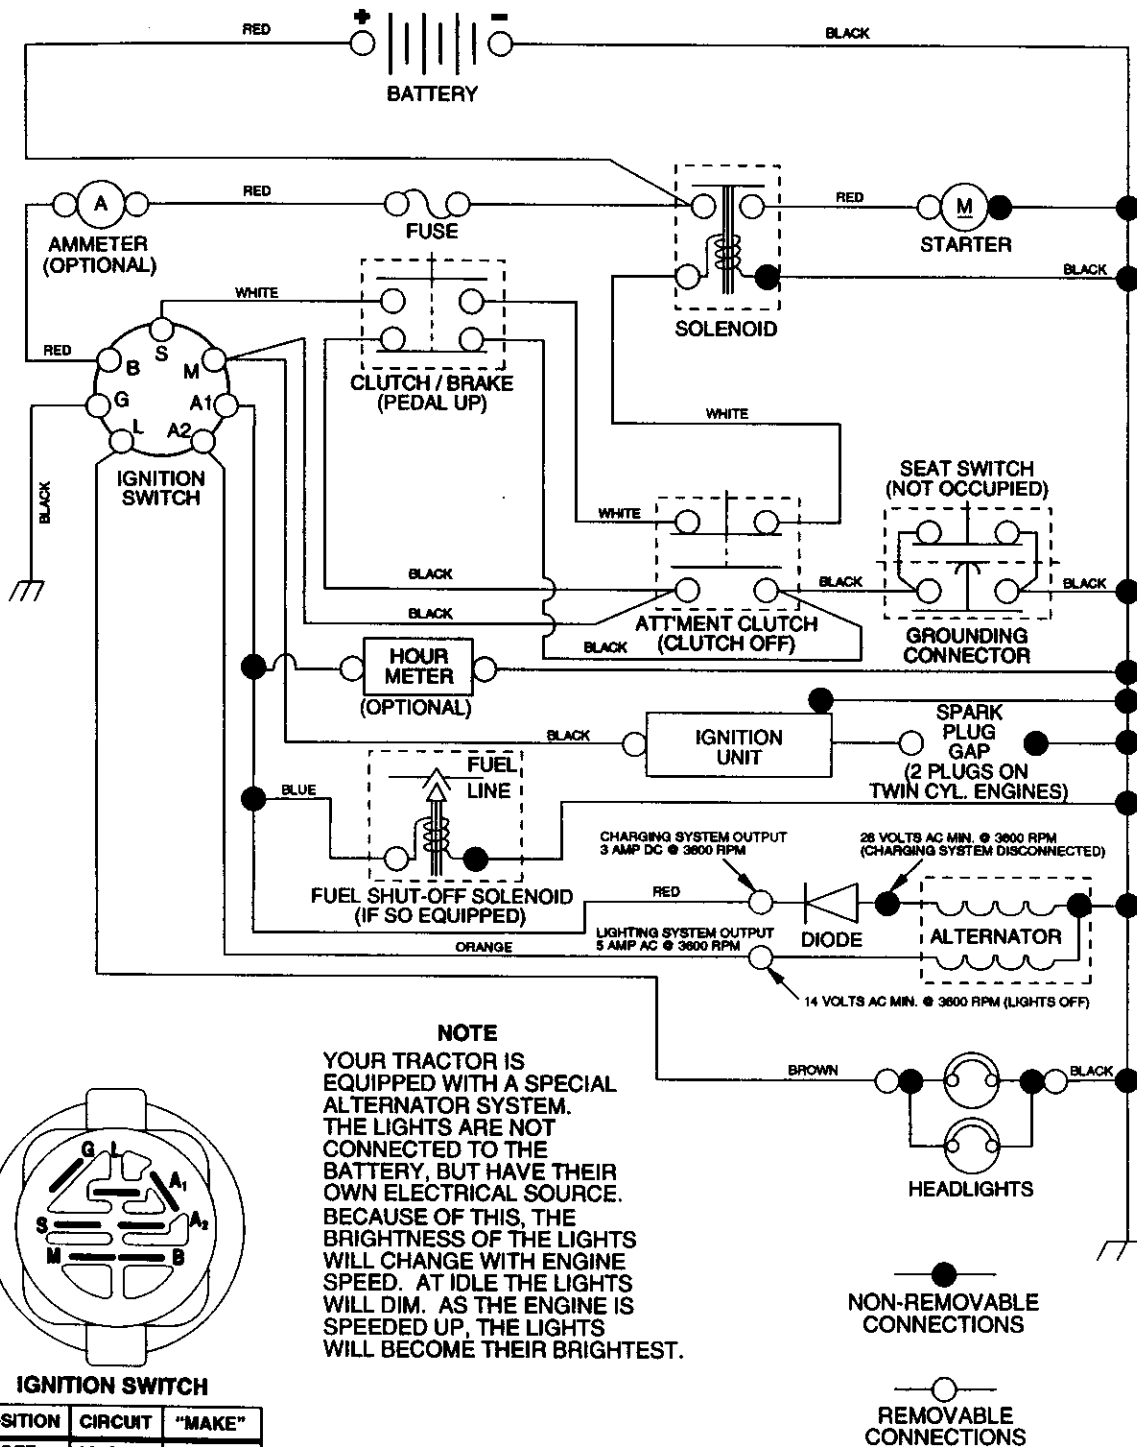 RED
+
−
BLACK
BATTERY
A
RED
FUSE
RED
M
STARTER
AMMETER
(OPTIONAL)
BLACK
WHITE
SOLENOID
RED
S
B
M
G
A1
L
A2
CLUTCH / BRAKE
(PEDAL UP)
WHITE
IGNITION
SWITCH
BLACK
SEAT SWITCH
(NOT OCCUPIED)
WHITE
BLACK
BLACK
BLACK
BLACK
ATT'MENT CLUTCH
(CLUTCH OFF)
GROUNDING
CONNECTOR
BLACK
HOUR
METER
(OPTIONAL)
BLACK
IGNITION
UNIT
SPARK
PLUG
GAP
(2 PLUGS ON
TWIN CYL. ENGINES)
FUEL
LINE
BLUE
CHARGING SYSTEM OUTPUT
3 AMP DC @ 3600 RPM
28 VOLTS AC MIN. @ 3600 RPM
(CHARGING SYSTEM DISCONNECTED)
FUEL SHUT-OFF SOLENOID
(IF SO EQUIPPED)
RED
DIODE
ALTERNATOR
LIGHTING SYSTEM OUTPUT
5 AMP AC @ 3600 RPM
ORANGE
14 VOLTS AC MIN. @ 3600 RPM (LIGHTS OFF)
NOTE
YOUR TRACTOR IS
EQUIPPED WITH A SPECIAL
ALTERNATOR SYSTEM.
THE LIGHTS ARE NOT
CONNECTED TO THE
BATTERY, BUT HAVE THEIR
OWN ELECTRICAL SOURCE.
BECAUSE OF THIS, THE
BRIGHTNESS OF THE LIGHTS
WILL CHANGE WITH ENGINE
SPEED. AT IDLE THE LIGHTS
WILL DIM. AS THE ENGINE IS
SPEEDED UP, THE LIGHTS
WILL BECOME THEIR BRIGHTEST.
BROWN
BLACK
HEADLIGHTS
G L
A1
A2
S
M
B
IGNITION SWITCH
SITION CIRCUIT "MAKE"
NON-REMOVABLE
CONNECTIONS
REMOVABLE
CONNECTIONS